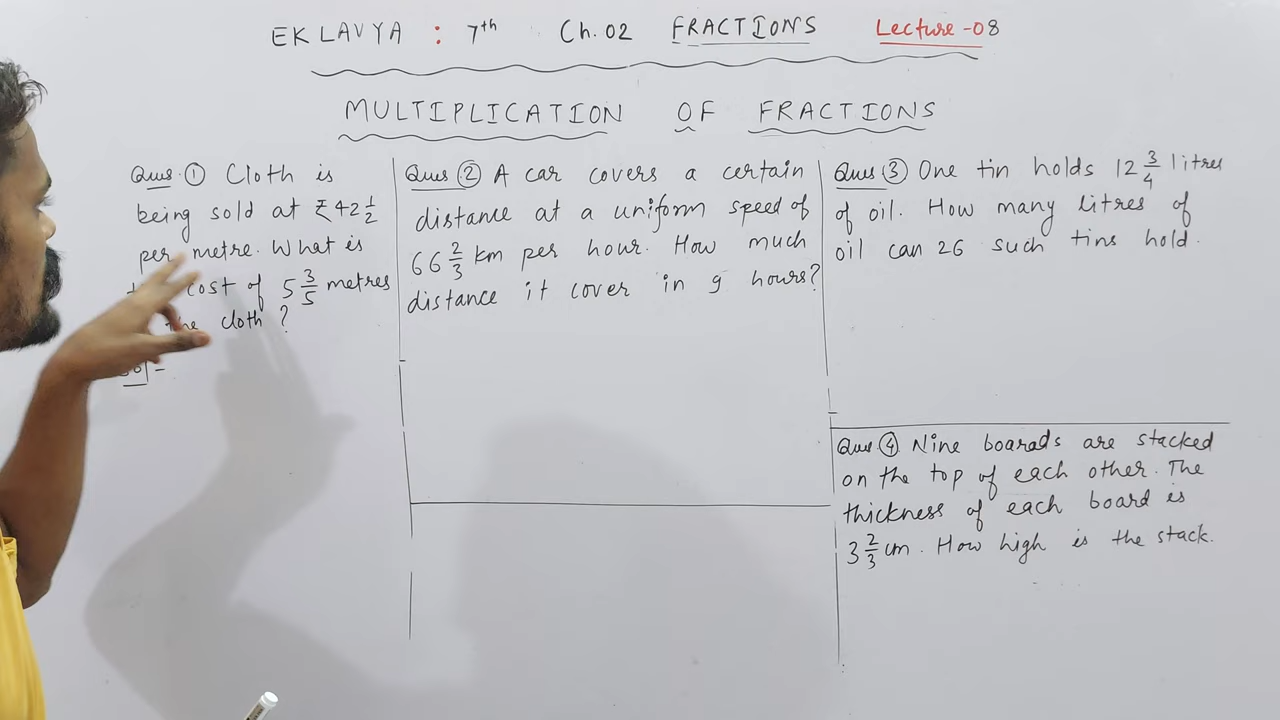 EKLAVYA : 7th Ch. 02 FRACTIONS Lecture -08
MULTIPLICATION OF FRACTIONS
Ques. ① Cloth is
being sold at ₹42 1/2
per metre. What is
cost of 5 3/5 metres
the cloth ?
Ques ② A car covers a certain
distance at a uniform speed of
66 2/3 km per hour. How much
distance it cover in 9 hours?
Ques ③ One tin holds 12 3/4 litres
of oil. How many litres of
oil can 26 such tins hold.
Ques. ④ Nine boarads are stacked
on the top of each other. The
thickness of each board is
3 2/3 cm. How high is the stack.